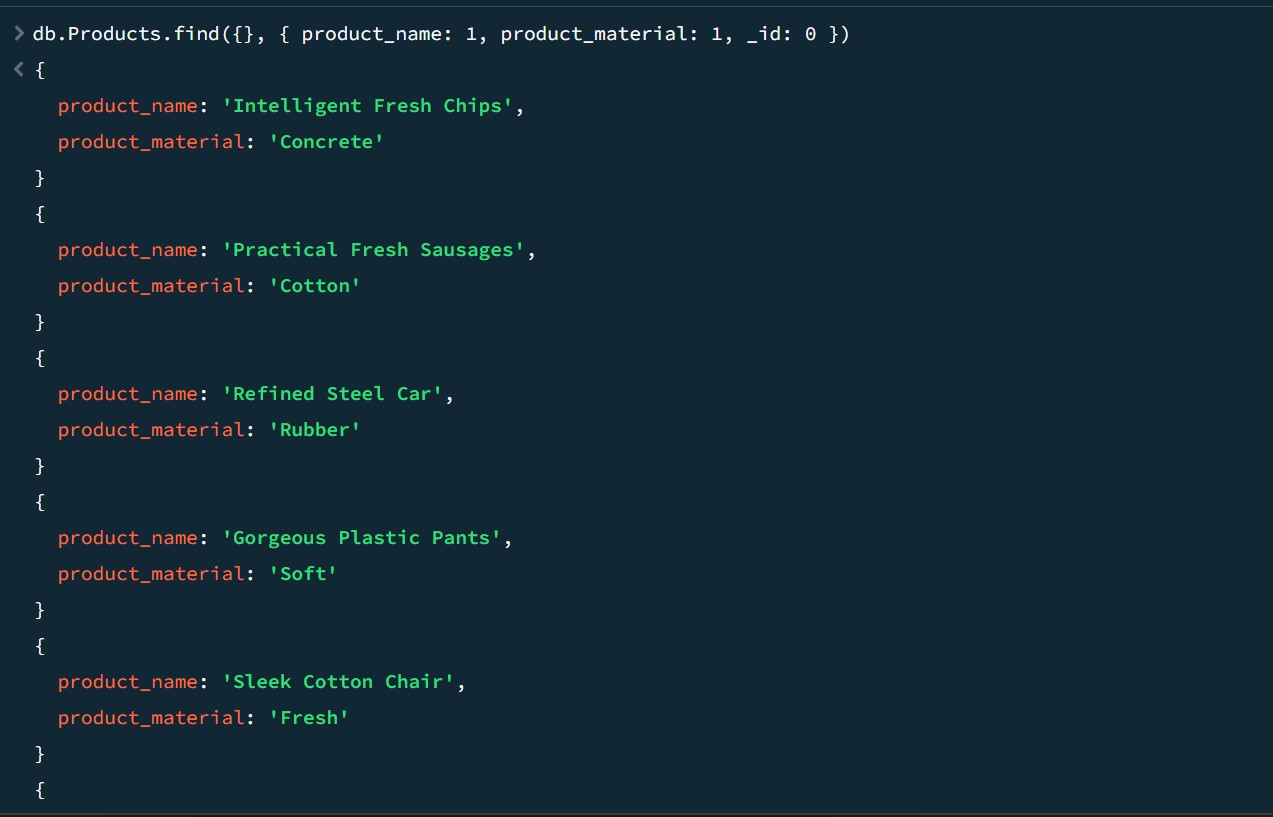 > db.Products.find({}, { product_name: 1, product_material: 1, _id: 0 })
< {
product_name: 'Intelligent Fresh Chips',
product_material: 'Concrete'
}
{
product_name: 'Practical Fresh Sausages',
product_material: 'Cotton'
}
{
product_name: 'Refined Steel Car',
product_material: 'Rubber'
}
{
product_name: 'Gorgeous Plastic Pants',
product_material: 'Soft'
}
{
product_name: 'Sleek Cotton Chair',
product_material: 'Fresh'
}
{